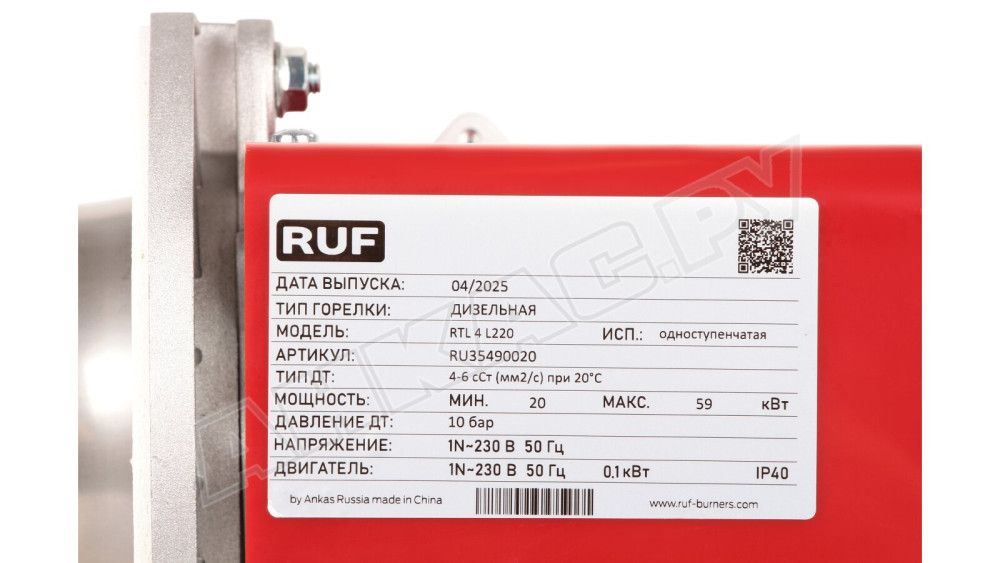 RUF
ДАТА ВЫПУСКА: 04/2025
ТИП ГОРЕЛКИ: ДИЗЕЛЬНАЯ
МОДЕЛЬ: RTL 4 L220 ИСП.: одноступенчатая
АРТИКУЛ: RU35490020
ТИП ДТ: 4-6 сСт (мм2/с) при 20°С
МОЩНОСТЬ: МИН. 20 МАКС. 59 кВт
ДАВЛЕНИЕ ДТ: 10 бар
НАПРЯЖЕНИЕ: 1N~230 В 50 Гц
ДВИГАТЕЛЬ: 1N~230 В 50 Гц 0,1 кВт IP40
by Ankas Russia made in China www.ruf-burners.com
АНКАС.РУ